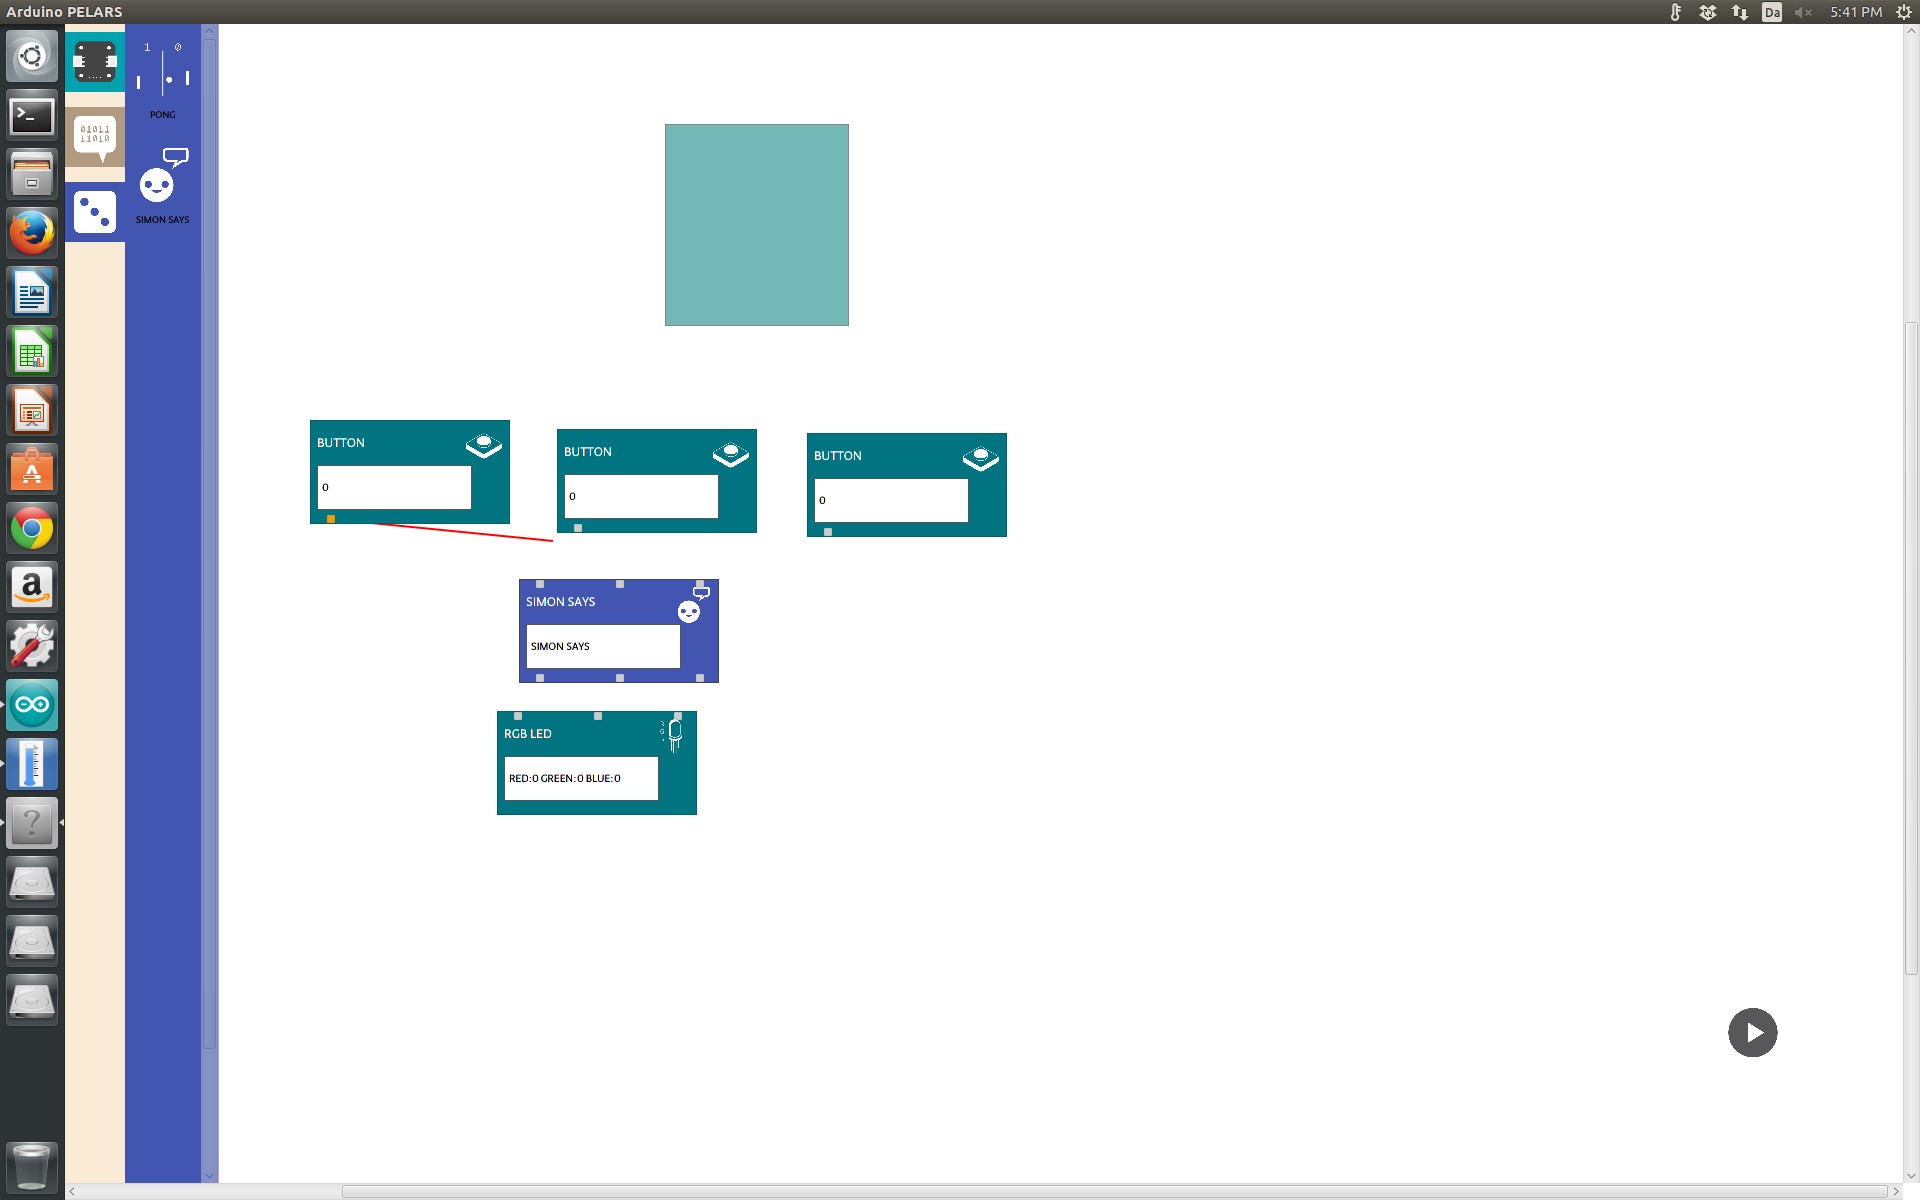 Arduino PELARS
Da
5:41 PM
1 0
PONG
01011
11010
SIMON SAYS
BUTTON
0
BUTTON
0
BUTTON
0
SIMON SAYS
SIMON SAYS
RGB LED
RED:0 GREEN:0 BLUE:0